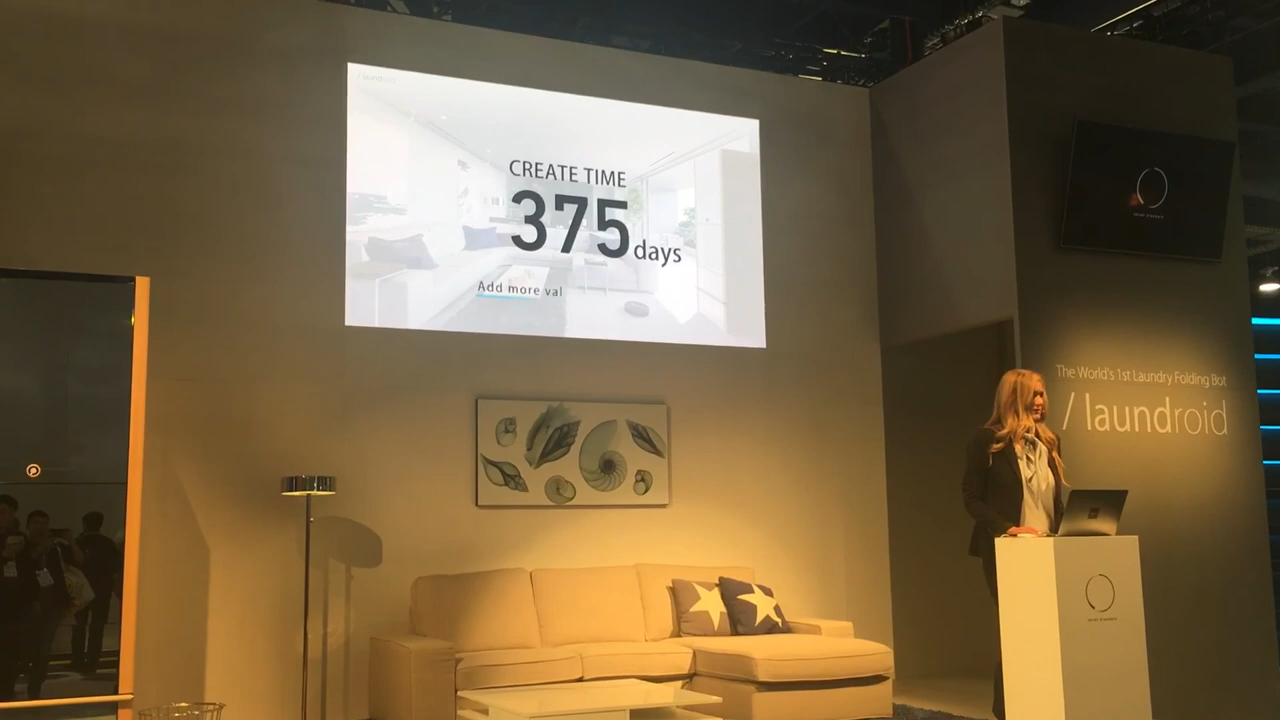 / laundroid
CREATE TIME
375 days
Add more val
The World's 1st Laundry Folding Bot
/ laundroid